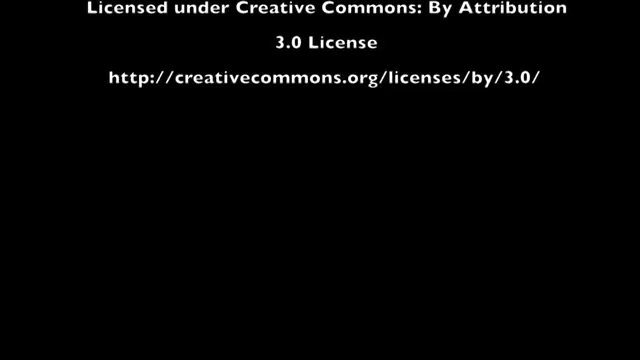 Licensed under Creative Commons: By Attribution
3.0 License
http://creativecommons.org/licenses/by/3.0/